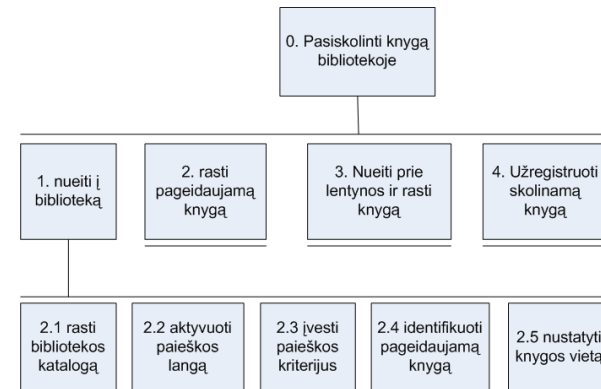 0. Pasiskolinti knygą
bibliotekoje
1. nueiti į
biblioteką
2. rasti
pageidaujamą
knygą
3. Nueiti prie
lentynos ir rasti
knygą
4. Užregistruoti
skolinamą
knygą
2.1 rasti
bibliotekos
katalogą
2.2 aktyvuoti
paieškos
langą
2.3 įvesti
paieškos
kriterijus
2.4 identifikuoti
pageidaujamą
knygą
2.5 nustatyti
knygos vietą